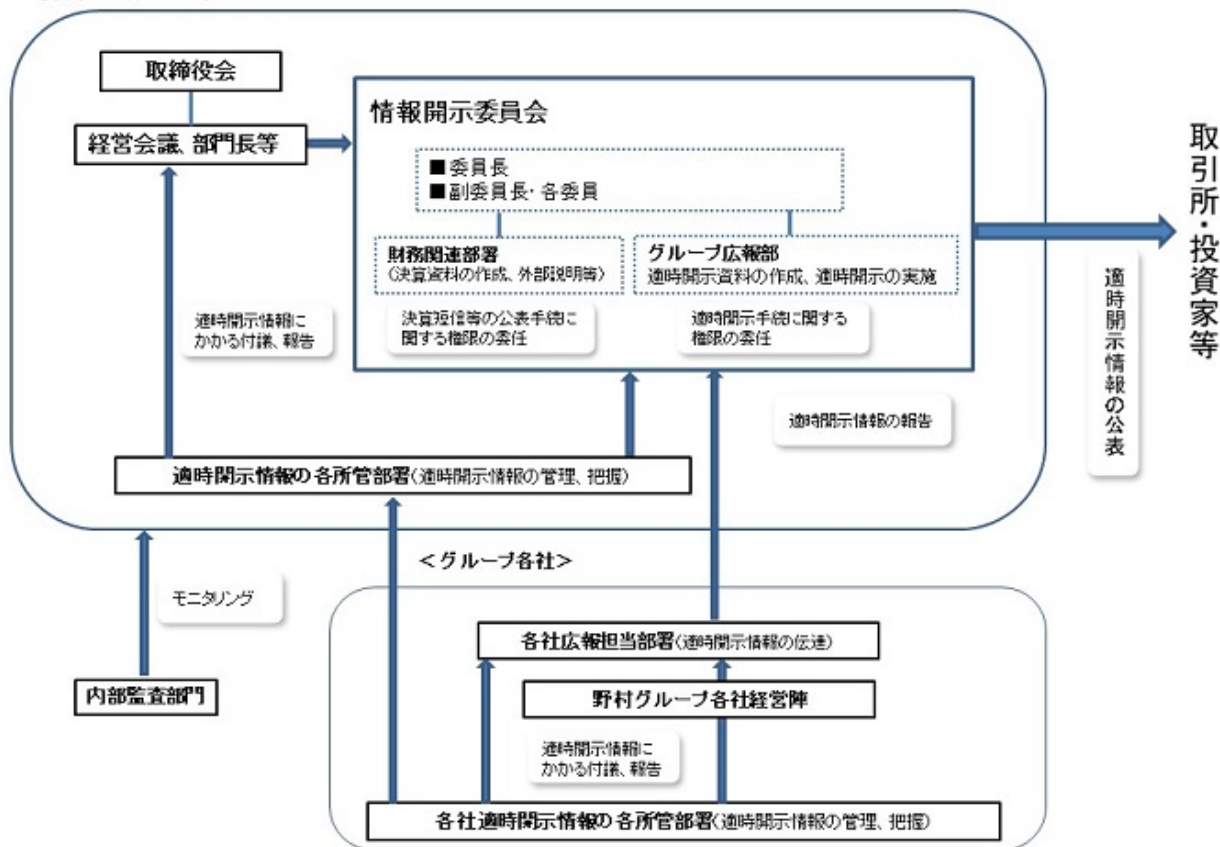 取締役会
経営会議、部門長等
情報開示委員会
■委員長
■副委員長・各委員
財務関連部署
(決算資料の作成、外部説明等)
グループ広報部
適時開示資料の作成、適時開示の実施
決算短信等の公表手続に
関する権限の委任
適時開示手続に関する
権限の委任
適時開示情報に
かかる付議、報告
適時開示情報の報告
適時開示情報の各所管部署(適時開示情報の管理、把握)
取引所・投資家等
適時開示情報の公表
モニタリング
内部監査部門
<グループ各社>
各社広報担当部署(適時開示情報の伝達)
野村グループ各社経営陣
適時開示情報に
かかる付議、報告
各社適時開示情報の各所管部署(適時開示情報の管理、把握)